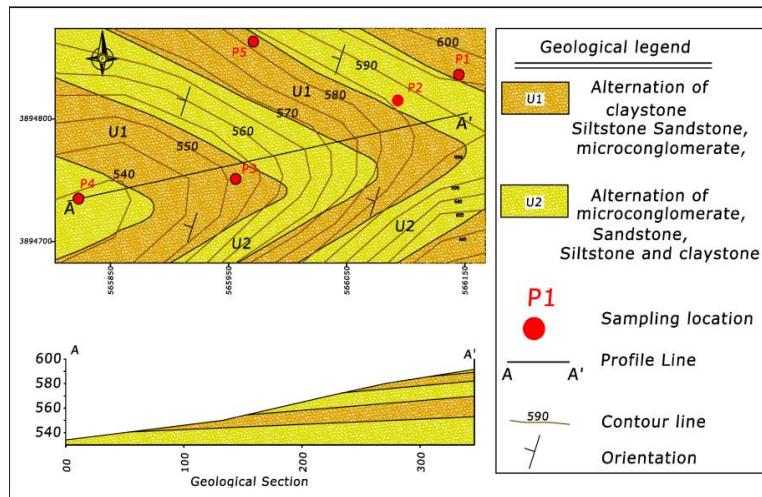 600
P1
P5
590
P2
U1
580
3894800
570
A'
U1
560
550
P3
540
P4
A
U2
U2
3894700
565850
565950
566050
566150
A
A'
600
580
560
540
00
100
200
300
Geological Section
Geological legend
U1
Alternation of
claystone
Siltstone Sandstone,
microconglomerate,
U2
Alternation of
microconglomerate,
Sandstone,
Siltstone and claystone
P1
Sampling location
A A'
Profile Line
590
Contour line
Orientation